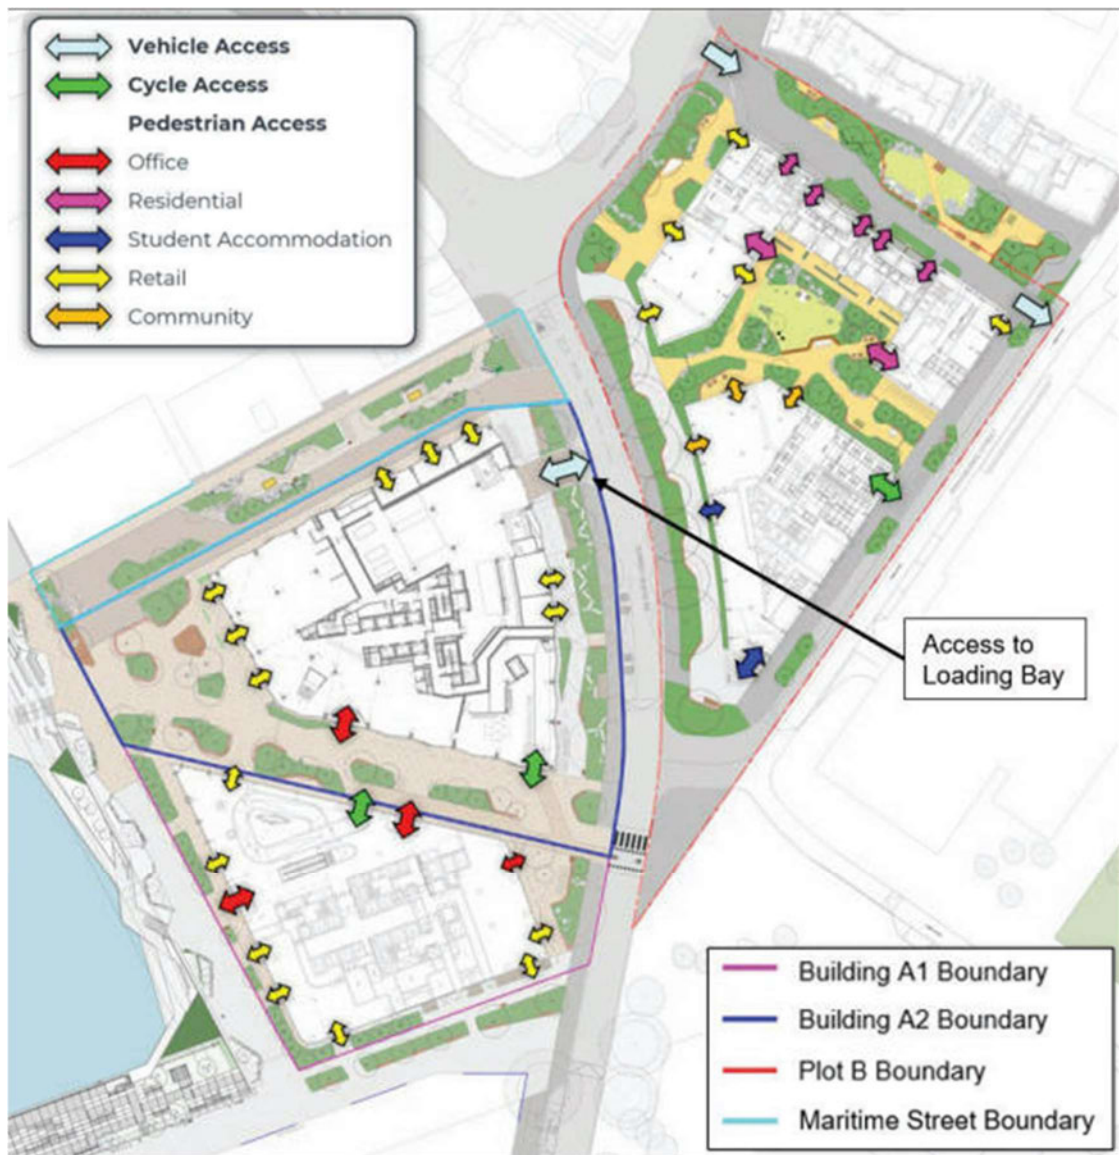 Vehicle Access
Cycle Access
Pedestrian Access
Office
Residential
Student Accommodation
Retail
Community
Access to
Loading Bay
Building A1 Boundary
Building A2 Boundary
Plot B Boundary
Maritime Street Boundary